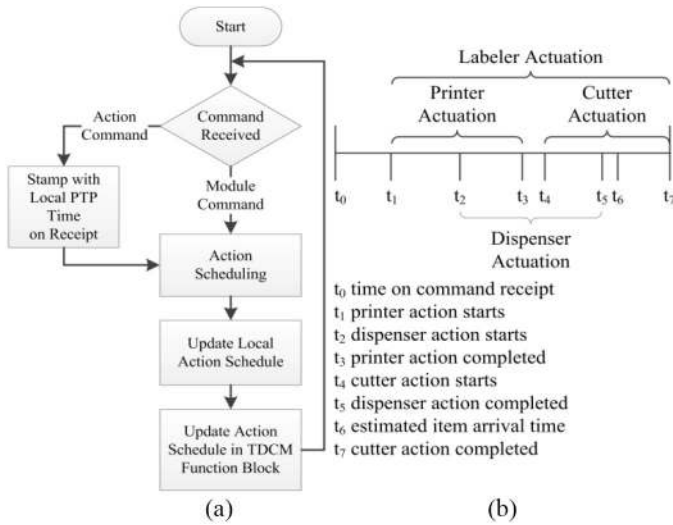 Start
Command
Received
Action
Command
Stamp with
Local PTP
Time
on Receipt
Module
Command
Action
Scheduling
Update Local
Action Schedule
Update Action
Schedule in TDCM
Function Block
(a)
Labeler Actuation
Printer
Actuation
Cutter
Actuation
t0 t1 t2 t3 t4 t5 t6 t7
Dispenser
Actuation
t0 time on command receipt
t1 printer action starts
t2 dispenser action starts
t3 printer action completed
t4 cutter action starts
t5 dispenser action completed
t6 estimated item arrival time
t7 cutter action completed
(b)